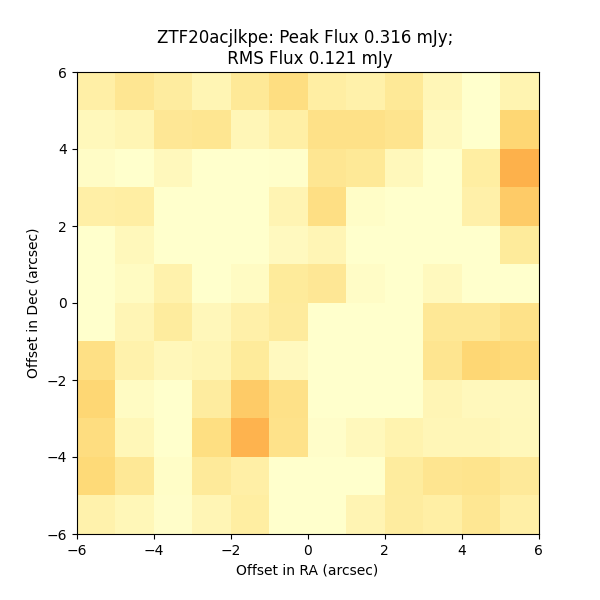 ZTF20acjlkpe: Peak Flux 0.316 mJy;
RMS Flux 0.121 mJy
6
4
2
0
−2
−4
−6
Offset in Dec (arcsec)
−6 −4 −2 0 2 4 6
Offset in RA (arcsec)